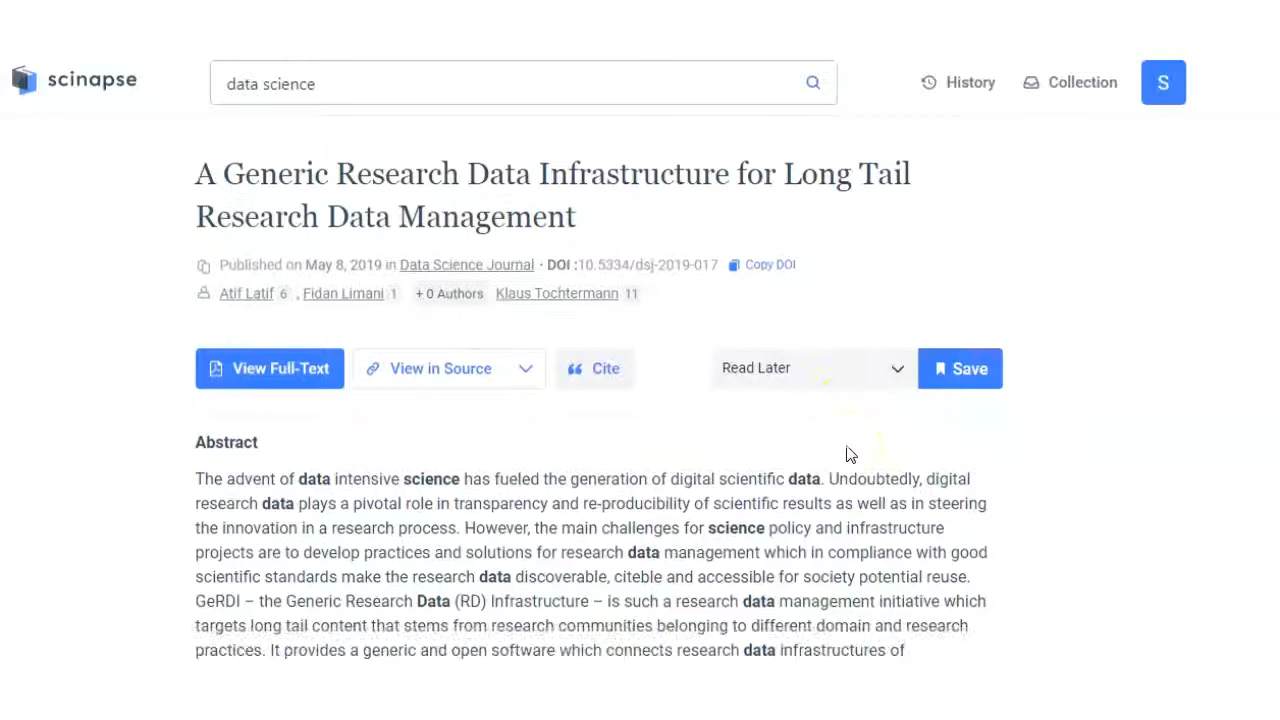 scinapse
data science
History
Collection
S
A Generic Research Data Infrastructure for Long Tail
Research Data Management
Published on May 8, 2019 in Data Science Journal · DOI :10.5334/dsj-2019-017 Copy DOI
Atif Latif 6 , Fidan Limani 1 + 0 Authors Klaus Tochtermann 11
View Full-Text
View in Source
Cite
Read Later
Save
Abstract
The advent of data intensive science has fueled the generation of digital scientific data. Undoubtedly, digital
research data plays a pivotal role in transparency and re-producibility of scientific results as well as in steering
the innovation in a research process. However, the main challenges for science policy and infrastructure
projects are to develop practices and solutions for research data management which in compliance with good
scientific standards make the research data discoverable, citeble and accessible for society potential reuse.
GeRDI – the Generic Research Data (RD) Infrastructure – is such a research data management initiative which
targets long tail content that stems from research communities belonging to different domain and research
practices. It provides a generic and open software which connects research data infrastructures of